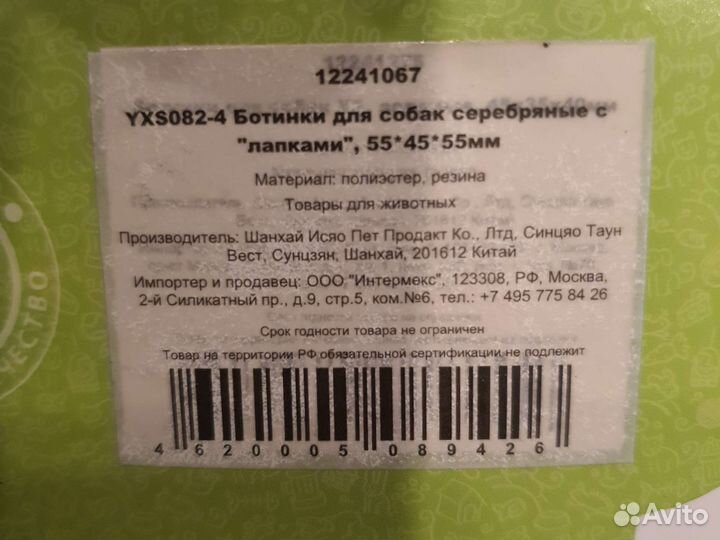 12241067
YXS082-4 Ботинки для собак серебряные с
"лапками", 55*45*55мм
Материал: полиэстер, резина
Товары для животных
Производитель: Шанхай Исяо Пет Продакт Ко., Лтд, Синцяо Таун
Вест, Сунцзян, Шанхай, 201612 Китай
Импортер и продавец: ООО "Интермекс", 123308, РФ, Москва,
2-й Силикатный пр., д.9, стр.5, ком.№6, тел.: +7 495 775 84 26
Срок годности товара не ограничен
Товар на территории РФ обязательной сертификации не подлежит
4620005089426
Avito